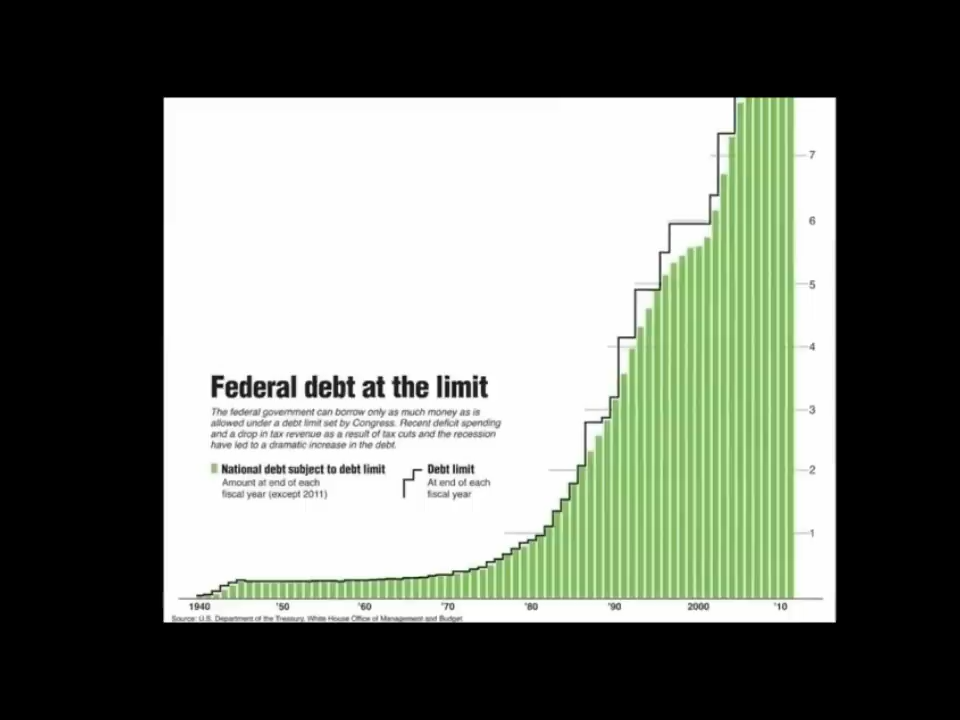 7
6
5
4
3
2
1
Federal debt at the limit
The federal government can borrow only as much money as is
allowed under a debt limit set by Congress. Recent deficit spending
and a drop in tax revenue as a result of tax cuts and the recession
have led to a dramatic increase in the debt.
National debt subject to debt limit
Amount at end of each
fiscal year (except 2011)
Debt limit
At end of each
fiscal year
1940 '50 '60 '70 '80 '90 2000 '10
Source: U.S. Department of the Treasury, White House Office of Management and Budget